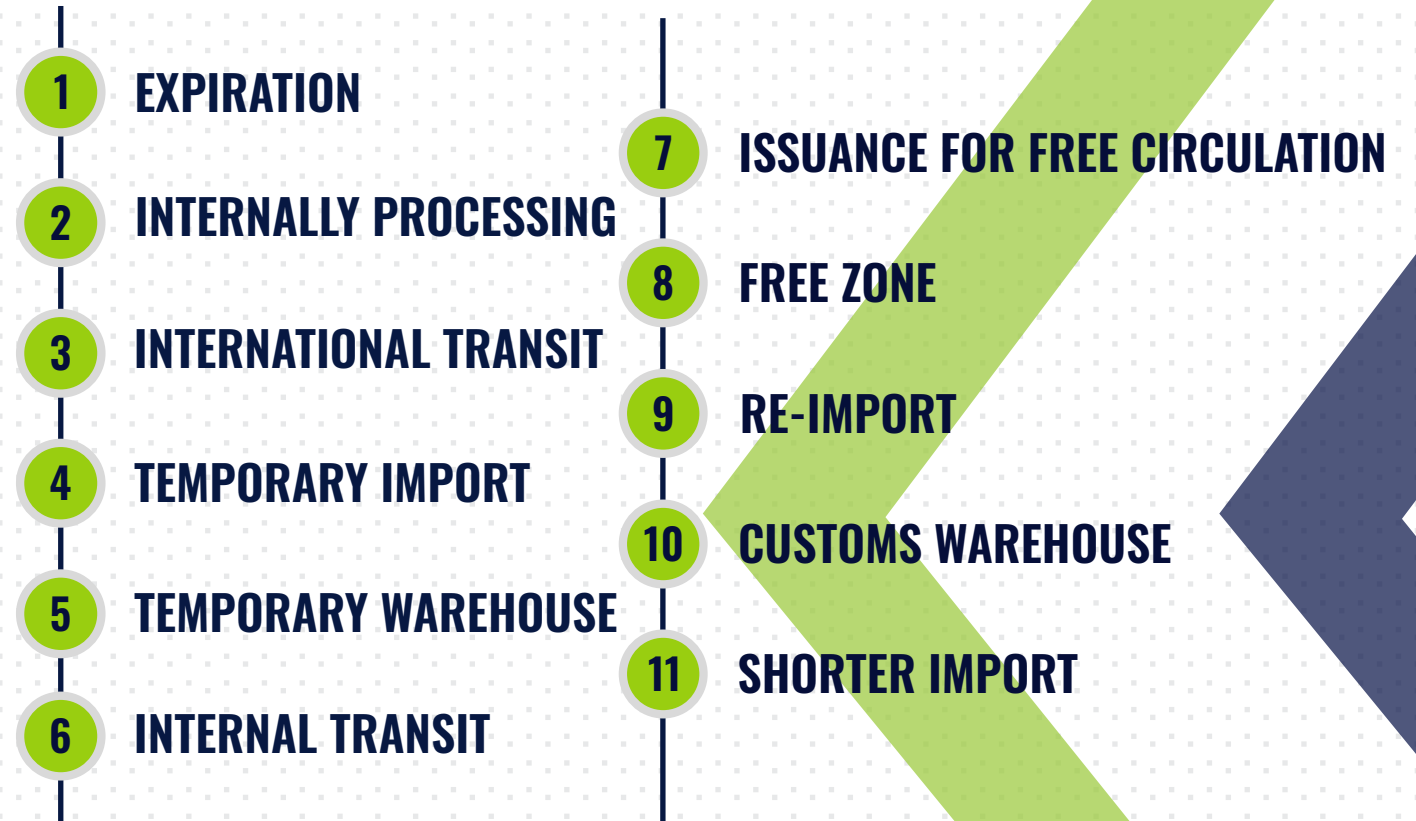 1 EXPIRATION
2 INTERNALLY PROCESSING
3 INTERNATIONAL TRANSIT
4 TEMPORARY IMPORT
5 TEMPORARY WAREHOUSE
6 INTERNAL TRANSIT
7 ISSUANCE FOR FREE CIRCULATION
8 FREE ZONE
9 RE-IMPORT
10 CUSTOMS WAREHOUSE
11 SHORTER IMPORT